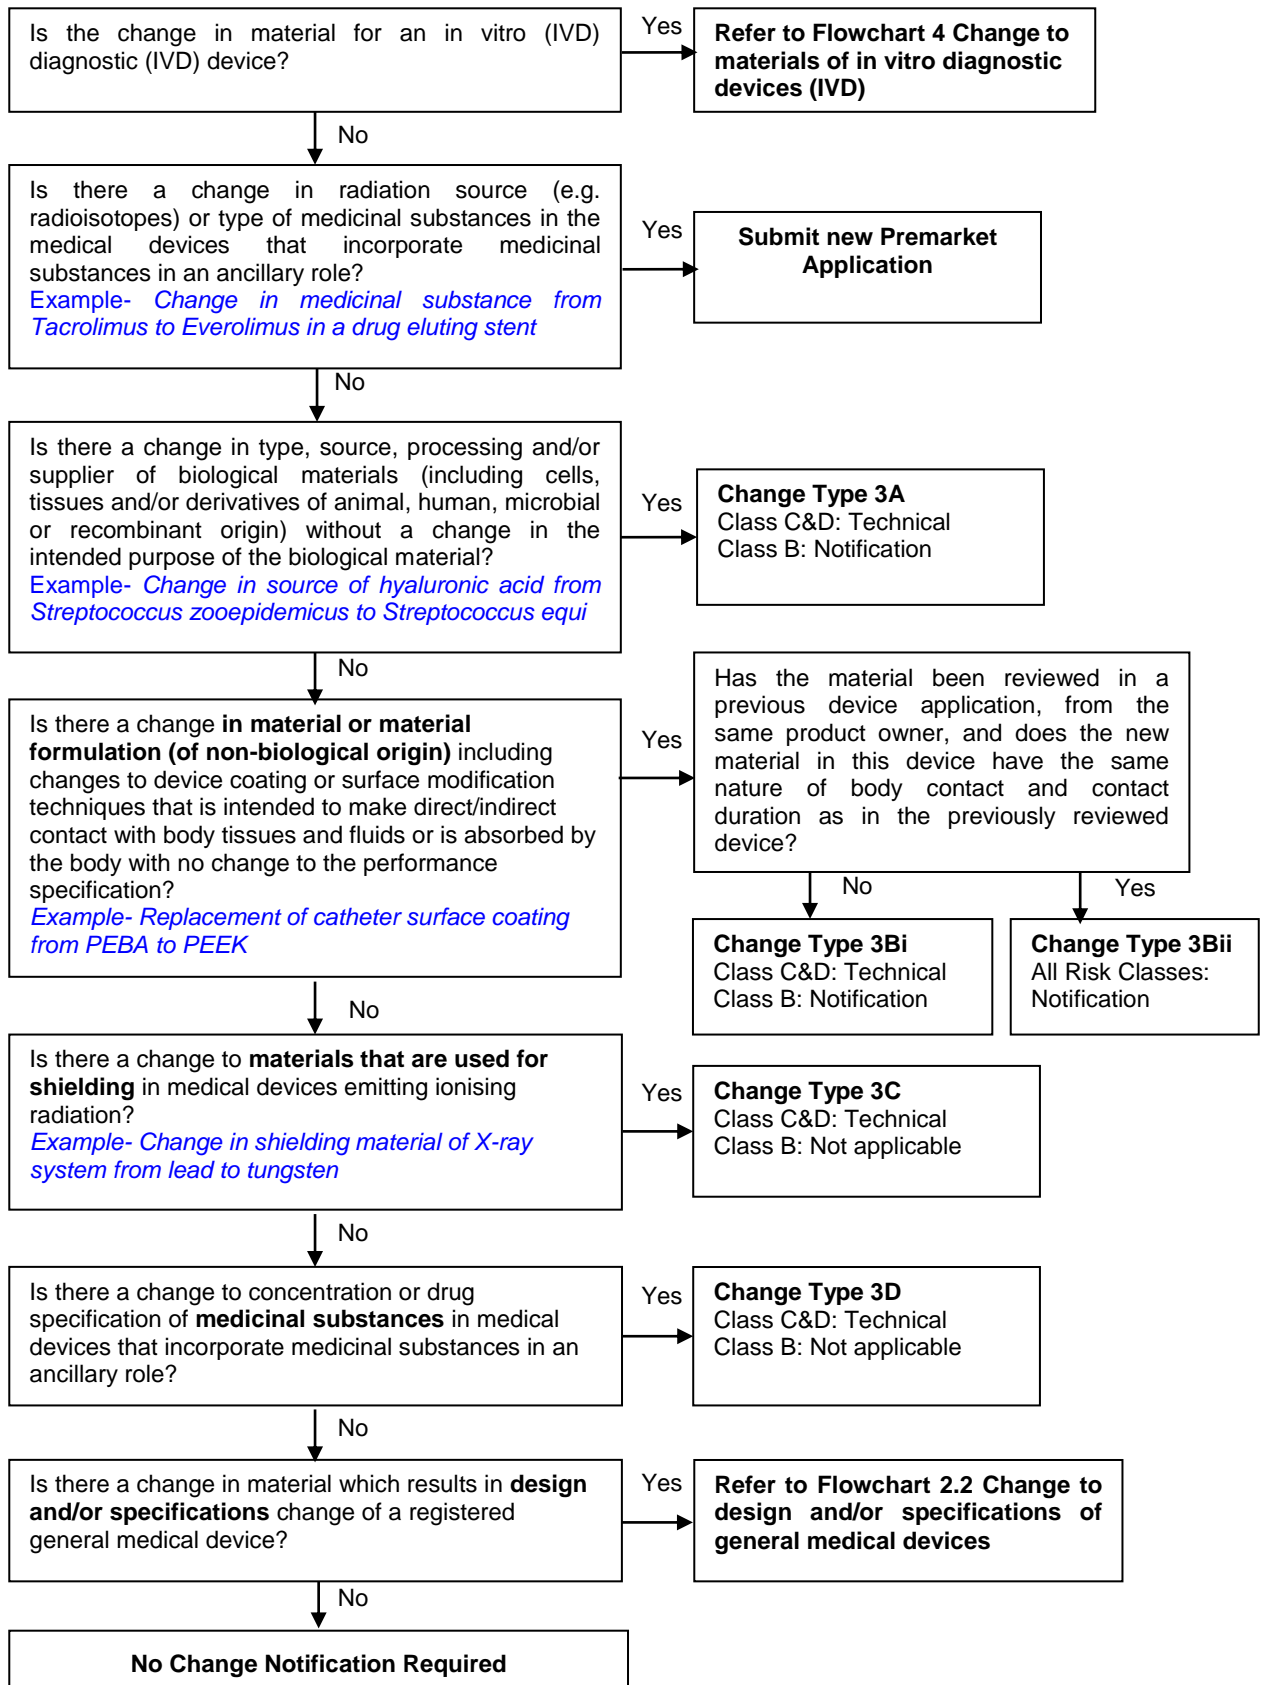 Is the change in material for an in vitro (IVD)
diagnostic (IVD) device?
Yes
Refer to Flowchart 4 Change to
materials of in vitro diagnostic
devices (IVD)
No
Is there a change in radiation source (e.g.
radioisotopes) or type of medicinal substances in the
medical devices that incorporate medicinal
substances in an ancillary role?
Example- Change in medicinal substance from
Tacrolimus to Everolimus in a drug eluting stent
Yes
Submit new Premarket
Application
No
Is there a change in type, source, processing and/or
supplier of biological materials (including cells,
tissues and/or derivatives of animal, human, microbial
or recombinant origin) without a change in the
intended purpose of the biological material?
Example- Change in source of hyaluronic acid from
Streptococcus zooepidemicus to Streptococcus equi
Yes
Change Type 3A
Class C&D: Technical
Class B: Notification
No
Is there a change in material or material
formulation (of non-biological origin) including
changes to device coating or surface modification
techniques that is intended to make direct/indirect
contact with body tissues and fluids or is absorbed by
the body with no change to the performance
specification?
Example- Replacement of catheter surface coating
from PEBA to PEEK
Yes
Has the material been reviewed in a
previous device application, from the
same product owner, and does the new
material in this device have the same
nature of body contact and contact
duration as in the previously reviewed
device?
No
Yes
Change Type 3Bi
Class C&D: Technical
Class B: Notification
Change Type 3Bii
All Risk Classes:
Notification
No
Is there a change to materials that are used for
shielding in medical devices emitting ionising
radiation?
Example- Change in shielding material of X-ray
system from lead to tungsten
Yes
Change Type 3C
Class C&D: Technical
Class B: Not applicable
No
Is there a change to concentration or drug
specification of medicinal substances in medical
devices that incorporate medicinal substances in an
ancillary role?
Yes
Change Type 3D
Class C&D: Technical
Class B: Not applicable
No
Is there a change in material which results in design
and/or specifications change of a registered
general medical device?
Yes
Refer to Flowchart 2.2 Change to
design and/or specifications of
general medical devices
No
No Change Notification Required